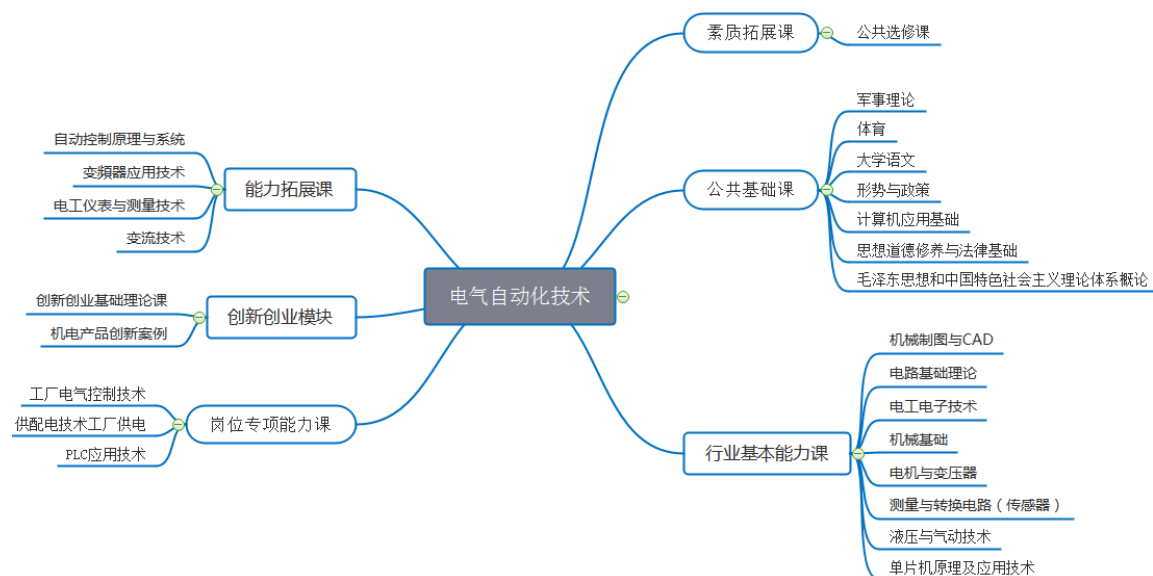 电气自动化技术
素质拓展课
公共选修课
公共基础课
军事理论
体育
大学语文
形势与政策
计算机应用基础
思想道德修养与法律基础
毛泽东思想和中国特色社会主义理论体系概论
行业基本能力课
机械制图与CAD
电路基础理论
电工电子技术
机械基础
电机与变压器
测量与转换电路（传感器）
液压与气动技术
单片机原理及应用技术
能力拓展课
自动控制原理与系统
变頻器应用技术
电工仪表与测量技术
变流技术
创新创业模块
创新创业基础理论课
机电产品创新案例
岗位专项能力课
工厂电气控制技术
供配电技术工厂供电
PLC应用技术